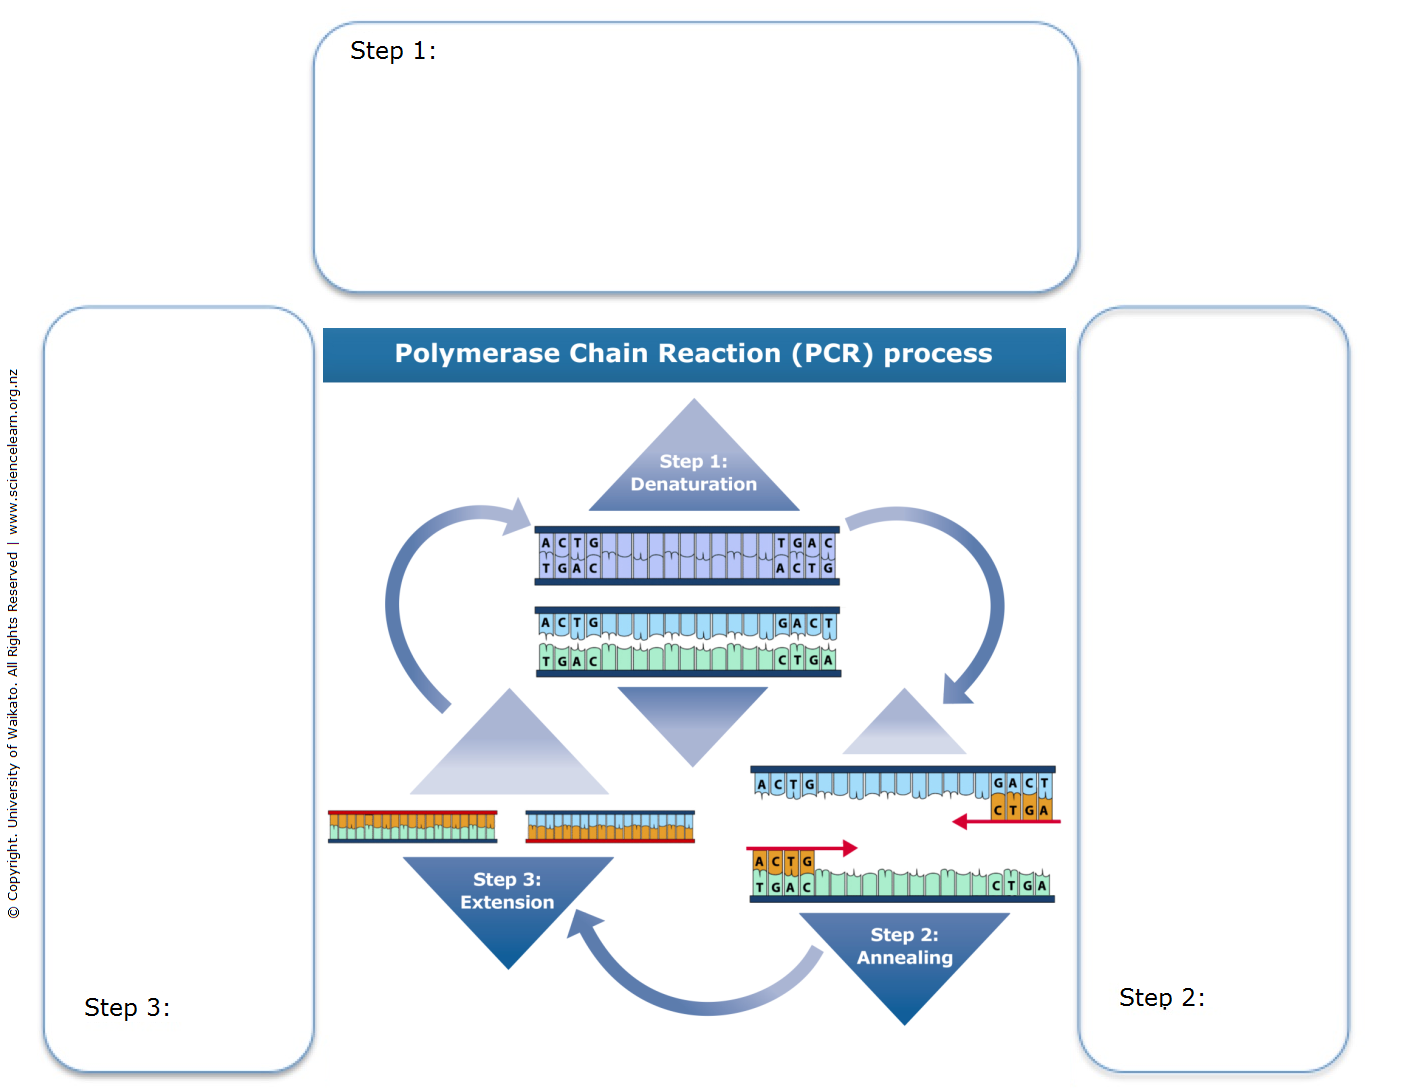 Step 1:
Polymerase Chain Reaction (PCR) process
Step 1:
Denaturation
A C T G T G A C
T G A C A C T G
A C T G G A C T
T G A C C T G A
A C T G G A C T
C T G A
A C T G
T G A C C T G A
Step 3:
Extension
Step 2:
Annealing
Step 3:
Step 2:
© Copyright. University of Waikato. All Rights Reserved | www.sciencelearn.org.nz